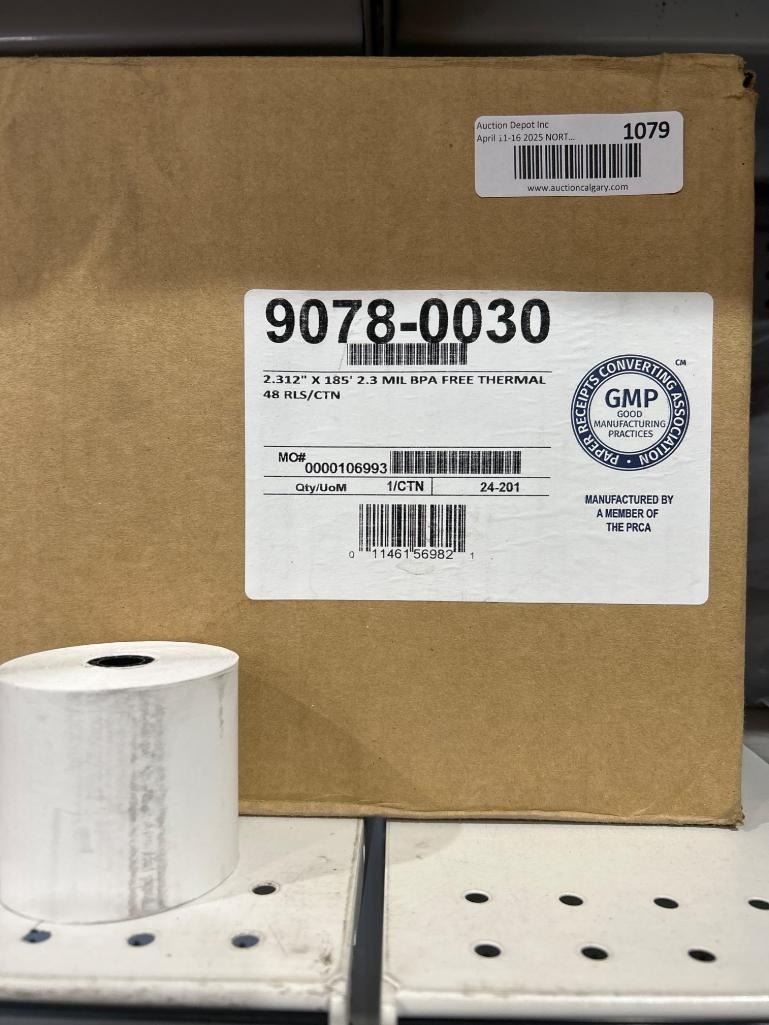 Auction Depot Inc
April 11-16 2025 NORT...
1079
www.auctioncalgary.com
9078-0030
2.312" X 185' 2.3 MIL BPA FREE THERMAL
48 RLS/CTN
MO#
0000106993
Qty/UoM 1/CTN 24-201
0 11461 56982 1
PAPER RECEIPTS CONVERTING ASSOCIATION
CM
GMP
GOOD
MANUFACTURING
PRACTICES
MANUFACTURED BY
A MEMBER OF
THE PRCA